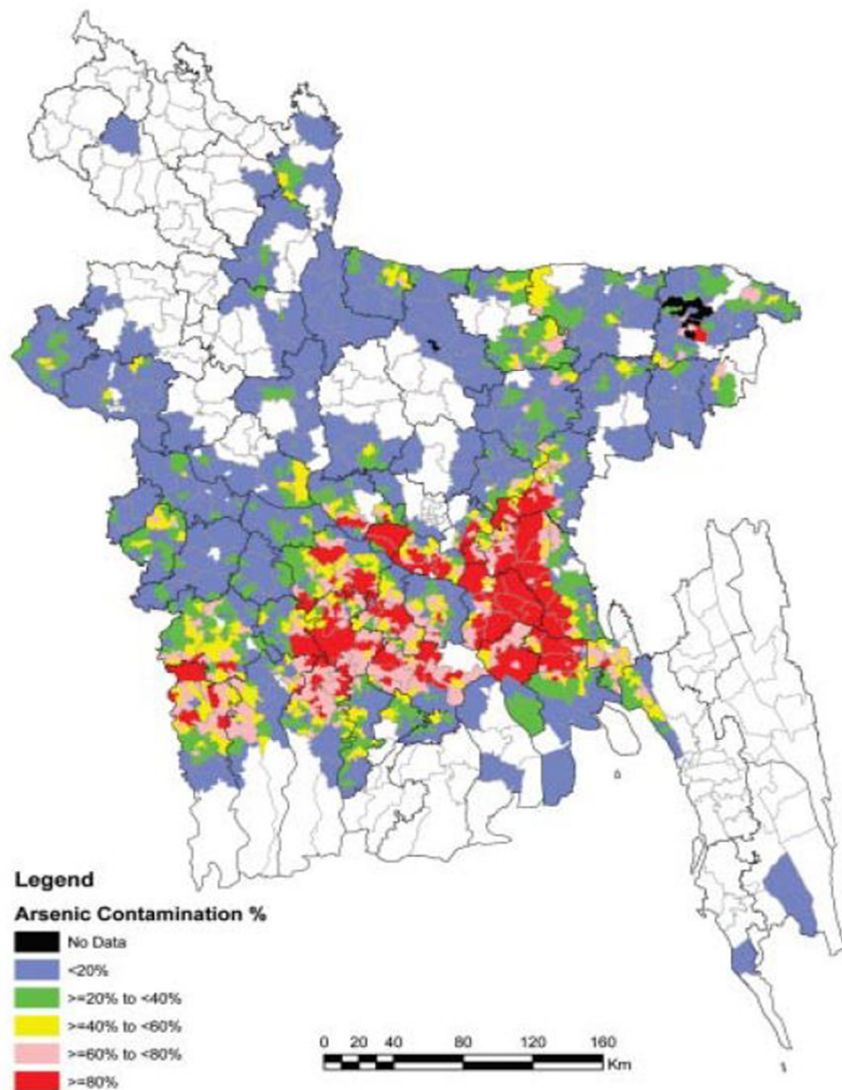 Legend
Arsenic Contamination %
No Data
<20%
>=20% to <40%
>=40% to <60%
>=60% to <80%
>=80%
0 20 40 80 120 160
Km